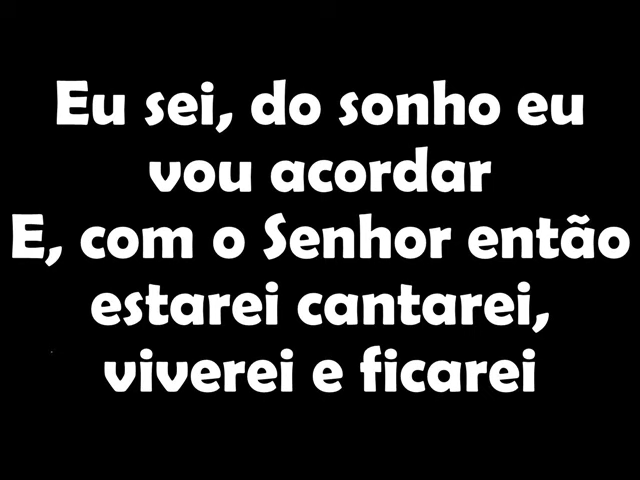 Eu sei, do sonho eu
vou acordar
E, com o Senhor então
estarei cantarei,
viverei e ficarei